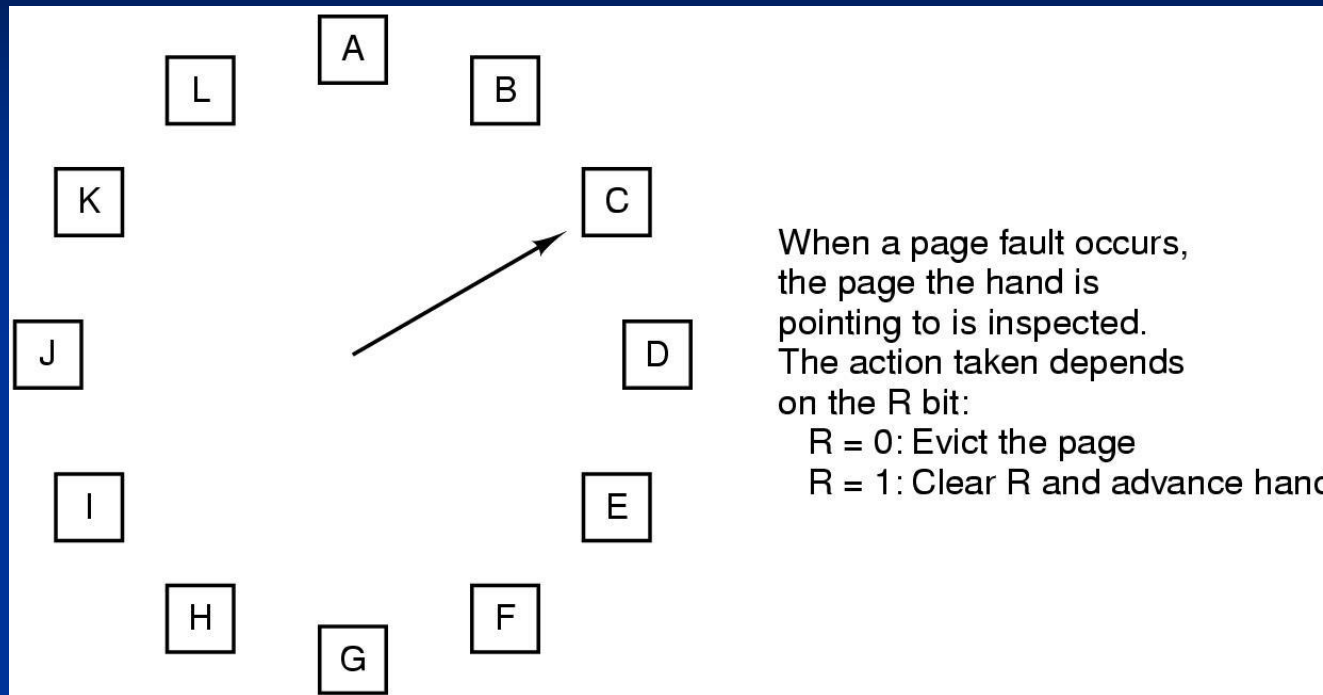 A
L
B
K
C
J
D
I
E
H
F
G
When a page fault occurs,
the page the hand is
pointing to is inspected.
The action taken depends
on the R bit:
R = 0: Evict the page
R = 1: Clear R and advance hand